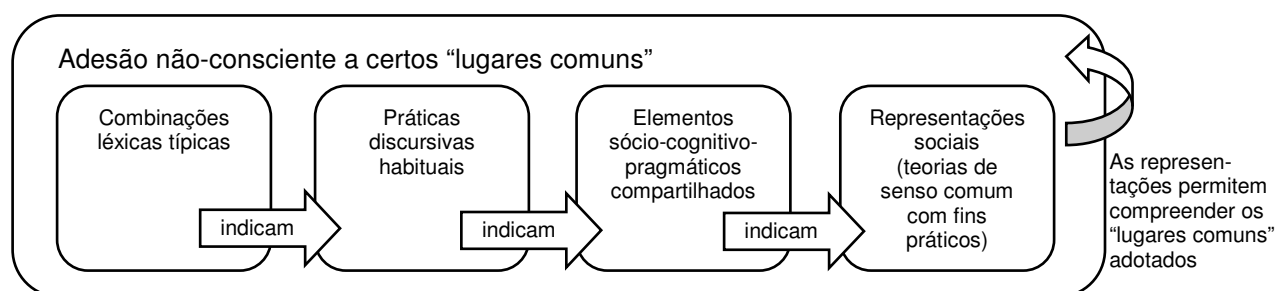 Adesão não-consciente a certos “lugares comuns”
Combinações
léxicas típicas
indicam
Práticas
discursivas
habituais
indicam
Elementos
sócio-cognitivo-
pragmáticos
compartilhados
indicam
Representações
sociais
(teorias de
senso comum
com fins
práticos)
As represen-
tações permitem
compreender os
“lugares comuns”
adotados